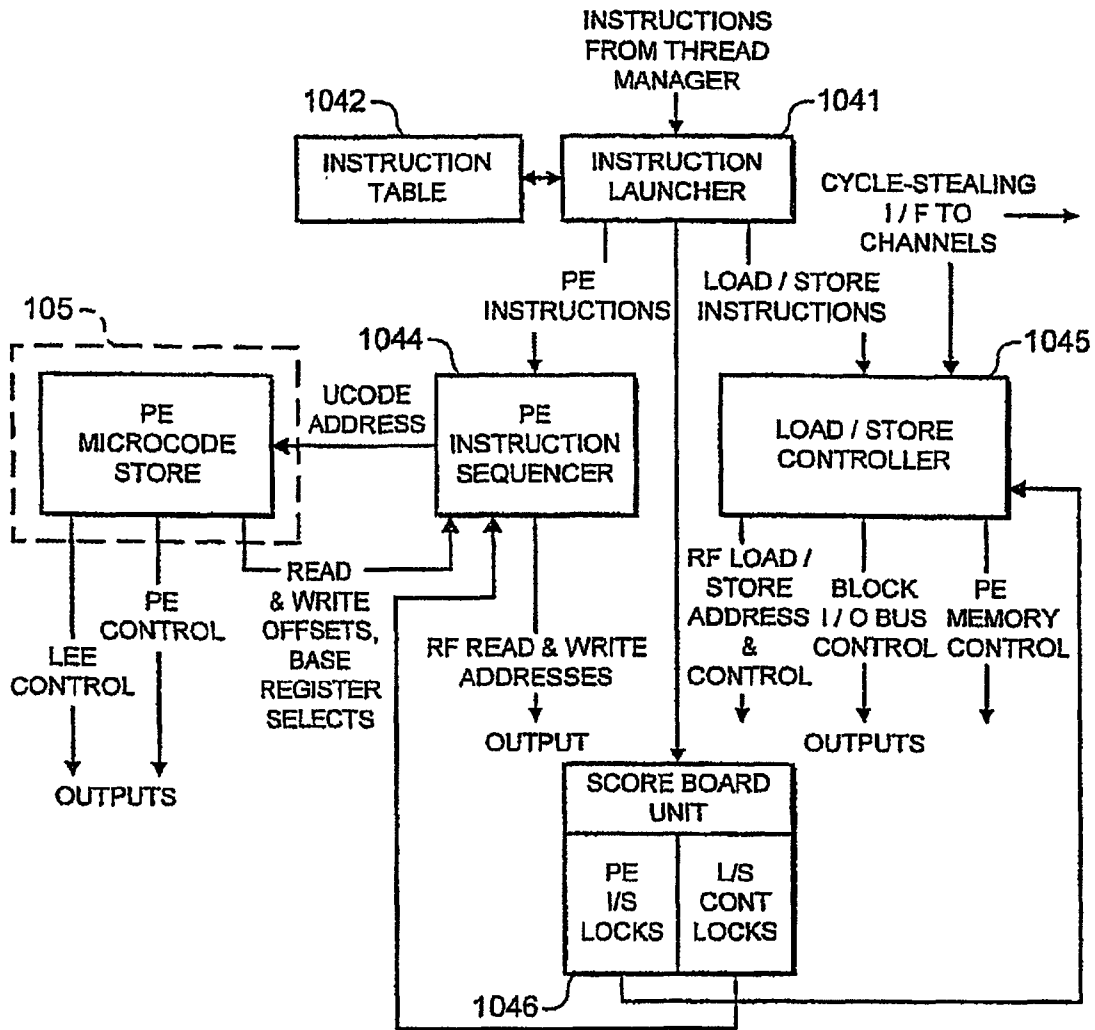 INSTRUCTIONS
FROM THREAD
MANAGER
1042
1041
INSTRUCTION
TABLE
INSTRUCTION
LAUNCHER
CYCLE-STEALING
I / F TO
CHANNELS
PE
INSTRUCTIONS
LOAD / STORE
INSTRUCTIONS
105
1044
1045
PE
MICROCODE
STORE
UCODE
ADDRESS
PE
INSTRUCTION
SEQUENCER
LOAD / STORE
CONTROLLER
LEE
CONTROL
PE
CONTROL
READ
& WRITE
OFFSETS,
BASE
REGISTER
SELECTS
RF READ & WRITE
ADDRESSES
RF LOAD /
STORE
ADDRESS
&
CONTROL
BLOCK
I / O BUS
CONTROL
PE
MEMORY
CONTROL
OUTPUTS
OUTPUT
OUTPUTS
SCORE BOARD
UNIT
PE
I/S
LOCKS
L/S
CONT
LOCKS
1046